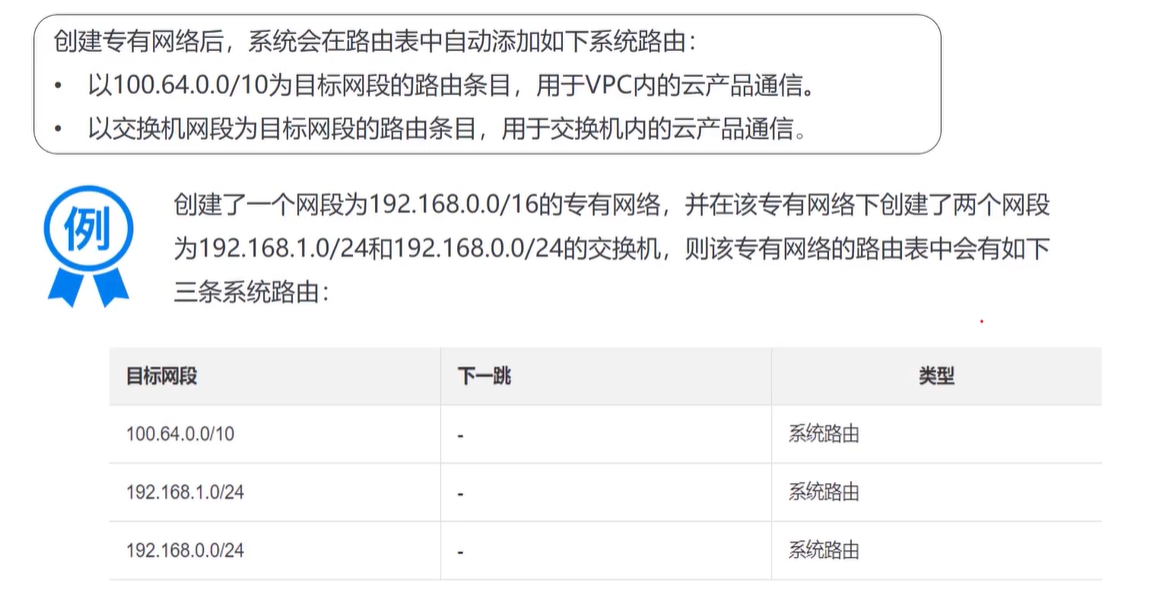 创建专有网络后，系统会在路由表中自动添加如下系统路由：
• 以100.64.0.0/10为目标网段的路由条目，用于VPC内的云产品通信。
• 以交换机网段为目标网段的路由条目，用于交换机内的云产品通信。
例
创建了一个网段为192.168.0.0/16的专有网络，并在该专有网络下创建了两个网段
为192.168.1.0/24和192.168.0.0/24的交换机，则该专有网络的路由表中会有如下
三条系统路由：
目标网段 下一跳 类型
100.64.0.0/10 - 系统路由
192.168.1.0/24 - 系统路由
192.168.0.0/24 - 系统路由